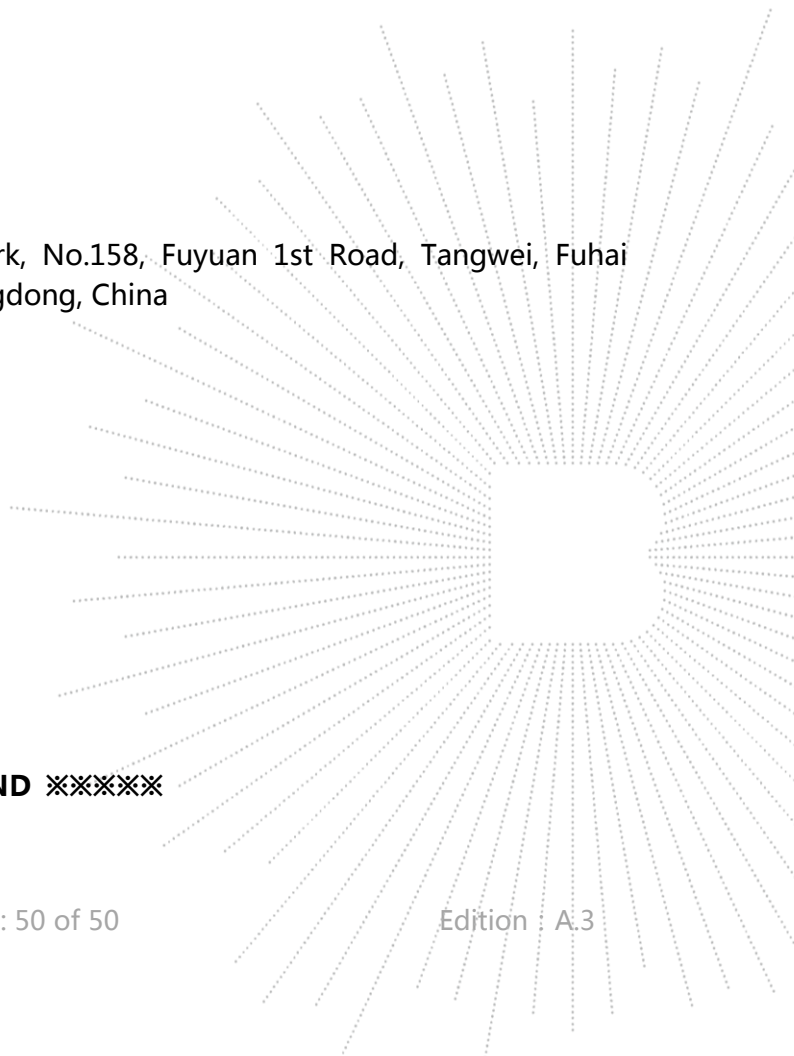 rk, No.158, Fuyuan 1st Road, Tangwei, Fuhai
gdong, China
ND ※※※※※
: 50 of 50 Edition : A.3